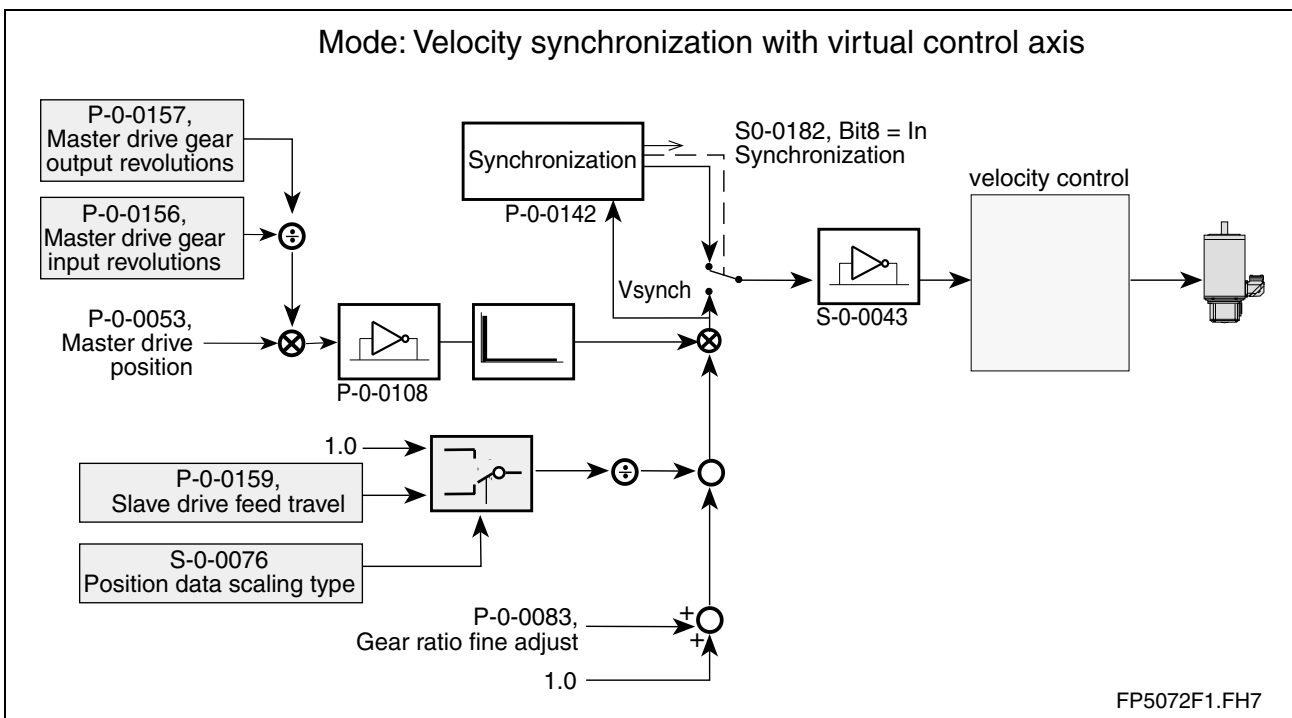 Mode: Velocity synchronization with virtual control axis
P-0-0157,
Master drive gear
output revolutions
P-0-0156,
Master drive gear
input revolutions
÷
P-0-0053,
Master drive
position
P-0-0108
Synchronization
P-0-0142
S0-0182, Bit8 = In
Synchronization
Vsynch
S-0-0043
velocity control
1.0
P-0-0159,
Slave drive feed travel
S-0-0076
Position data scaling type
÷
P-0-0083,
Gear ratio fine adjust
+
+
1.0
FP5072F1.FH7